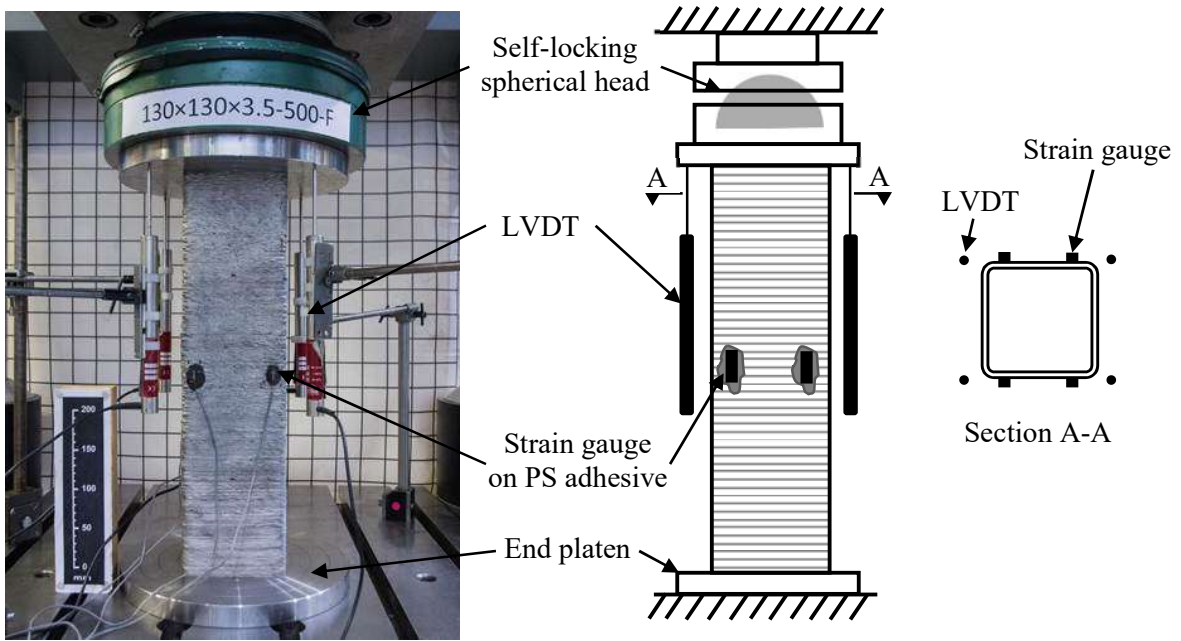 Self-locking
spherical head
130×130×3.5-500-F
A
A
Strain gauge
LVDT
LVDT
200
150
100
50
0
mm
Strain gauge
on PS adhesive
Section A-A
End platen